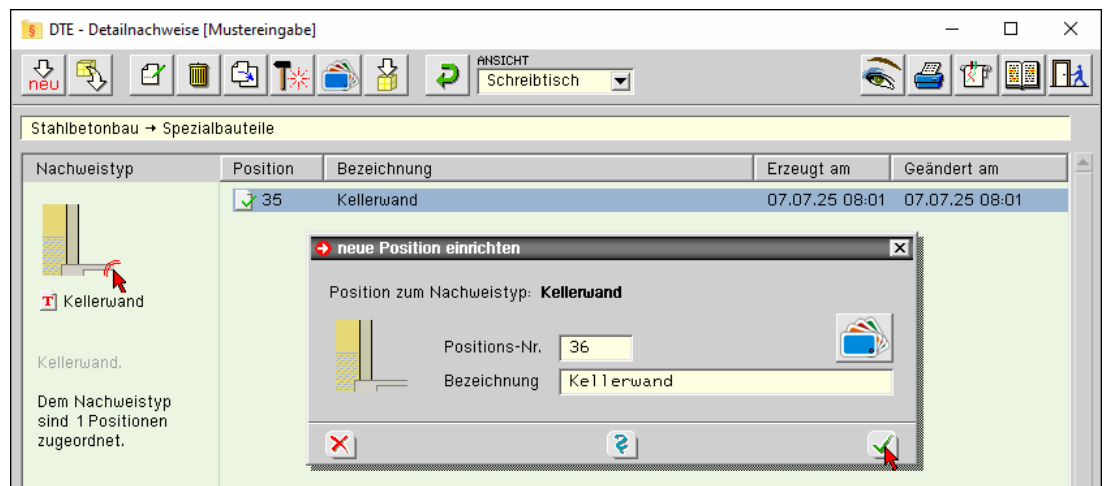 DTE - Detailnachweise [Mustereingabe]
neu
ANSICHT
Schreibtisch
Stahlbetonbau → Spezialbauteile
Nachweistyp
Position Bezeichnung Erzeugt am Geändert am
35 Kellerwand 07.07.25 08:01 07.07.25 08:01
T Kellerwand
Kellerwand.
Dem Nachweistyp
sind 1 Positionen
zugeordnet.
neue Position einrichten
Position zum Nachweistyp: Kellerwand
Positions-Nr. 36
Bezeichnung Kellerwand